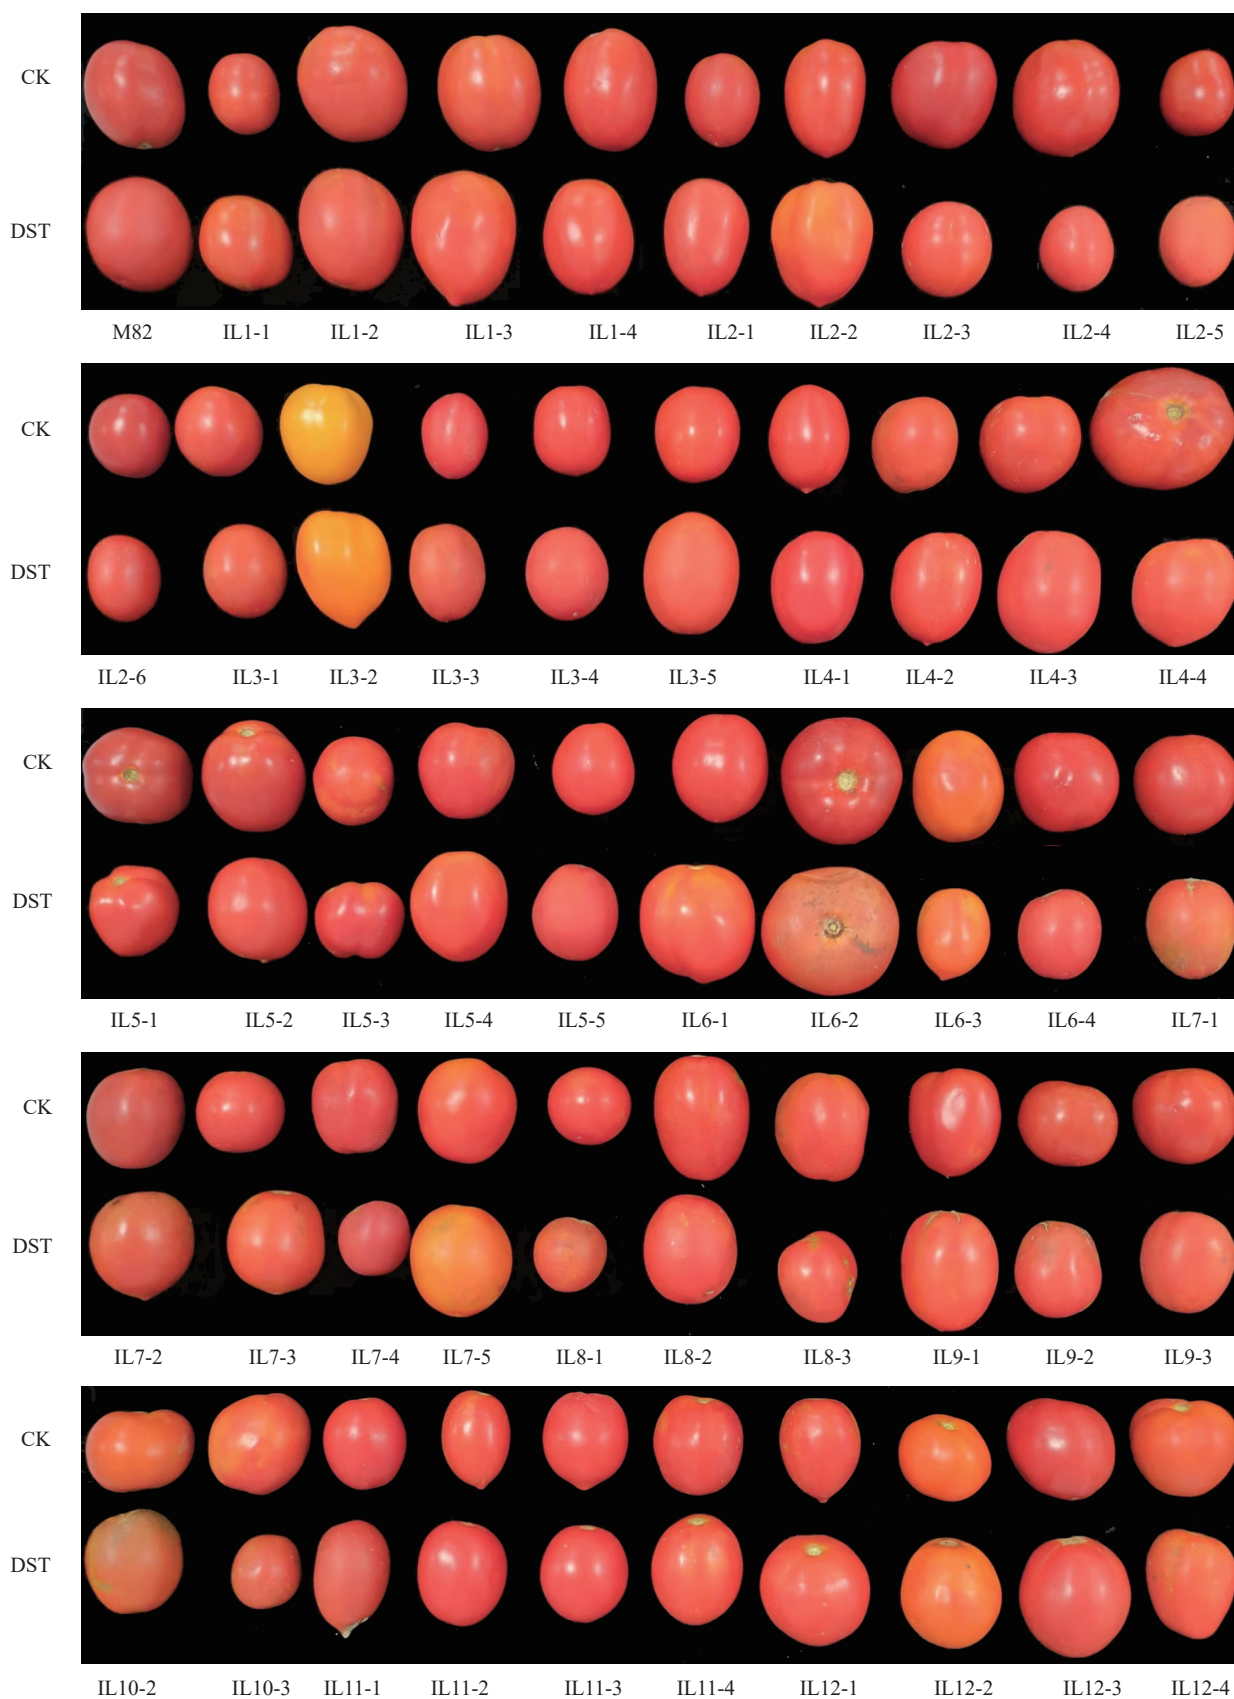 CK
DST
M82 IL1-1 IL1-2 IL1-3 IL1-4 IL2-1 IL2-2 IL2-3 IL2-4 IL2-5
CK
DST
IL2-6 IL3-1 IL3-2 IL3-3 IL3-4 IL3-5 IL4-1 IL4-2 IL4-3 IL4-4
CK
DST
IL5-1 IL5-2 IL5-3 IL5-4 IL5-5 IL6-1 IL6-2 IL6-3 IL6-4 IL7-1
CK
DST
IL7-2 IL7-3 IL7-4 IL7-5 IL8-1 IL8-2 IL8-3 IL9-1 IL9-2 IL9-3
CK
DST
IL10-2 IL10-3 IL11-1 IL11-2 IL11-3 IL11-4 IL12-1 IL12-2 IL12-3 IL12-4